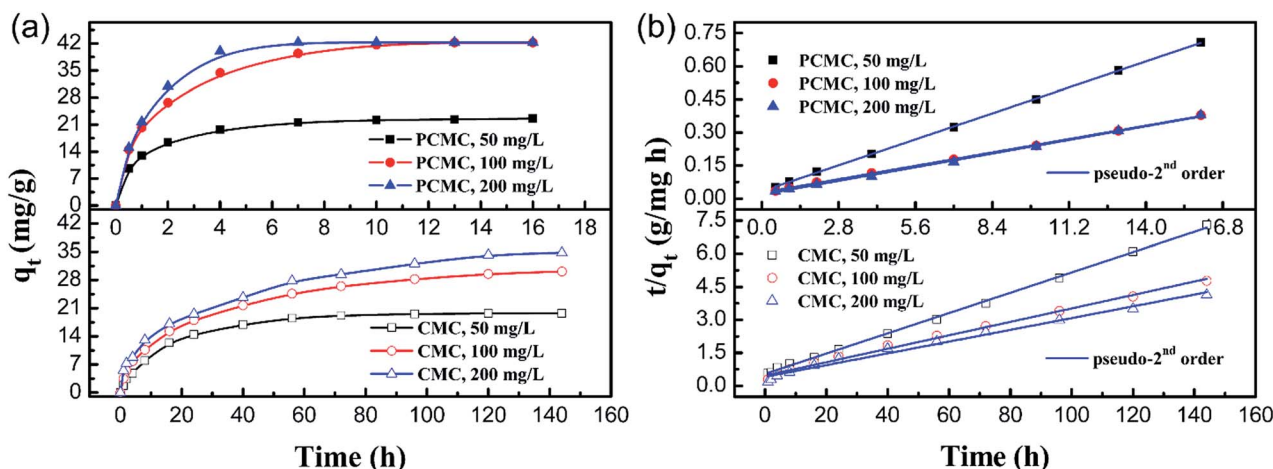 (a)
q_t (mg/g)
42
35
28
21
14
7
0
PCMC, 50 mg/L
PCMC, 100 mg/L
PCMC, 200 mg/L
0 2 4 6 8 10 12 14 16 18
42
35
28
21
14
7
0
CMC, 50 mg/L
CMC, 100 mg/L
CMC, 200 mg/L
0 20 40 60 80 100 120 140 160
Time (h)
(b)
t/q_t (g/mg h)
0.75
0.60
0.45
0.30
0.15
0.00
PCMC, 50 mg/L
PCMC, 100 mg/L
PCMC, 200 mg/L
pseudo-2nd order
0.0 2.8 5.6 8.4 11.2 14.0 16.8
7.5
6.0
4.5
3.0
1.5
0.0
CMC, 50 mg/L
CMC, 100 mg/L
CMC, 200 mg/L
pseudo-2nd order
0 20 40 60 80 100 120 140 160
Time (h)